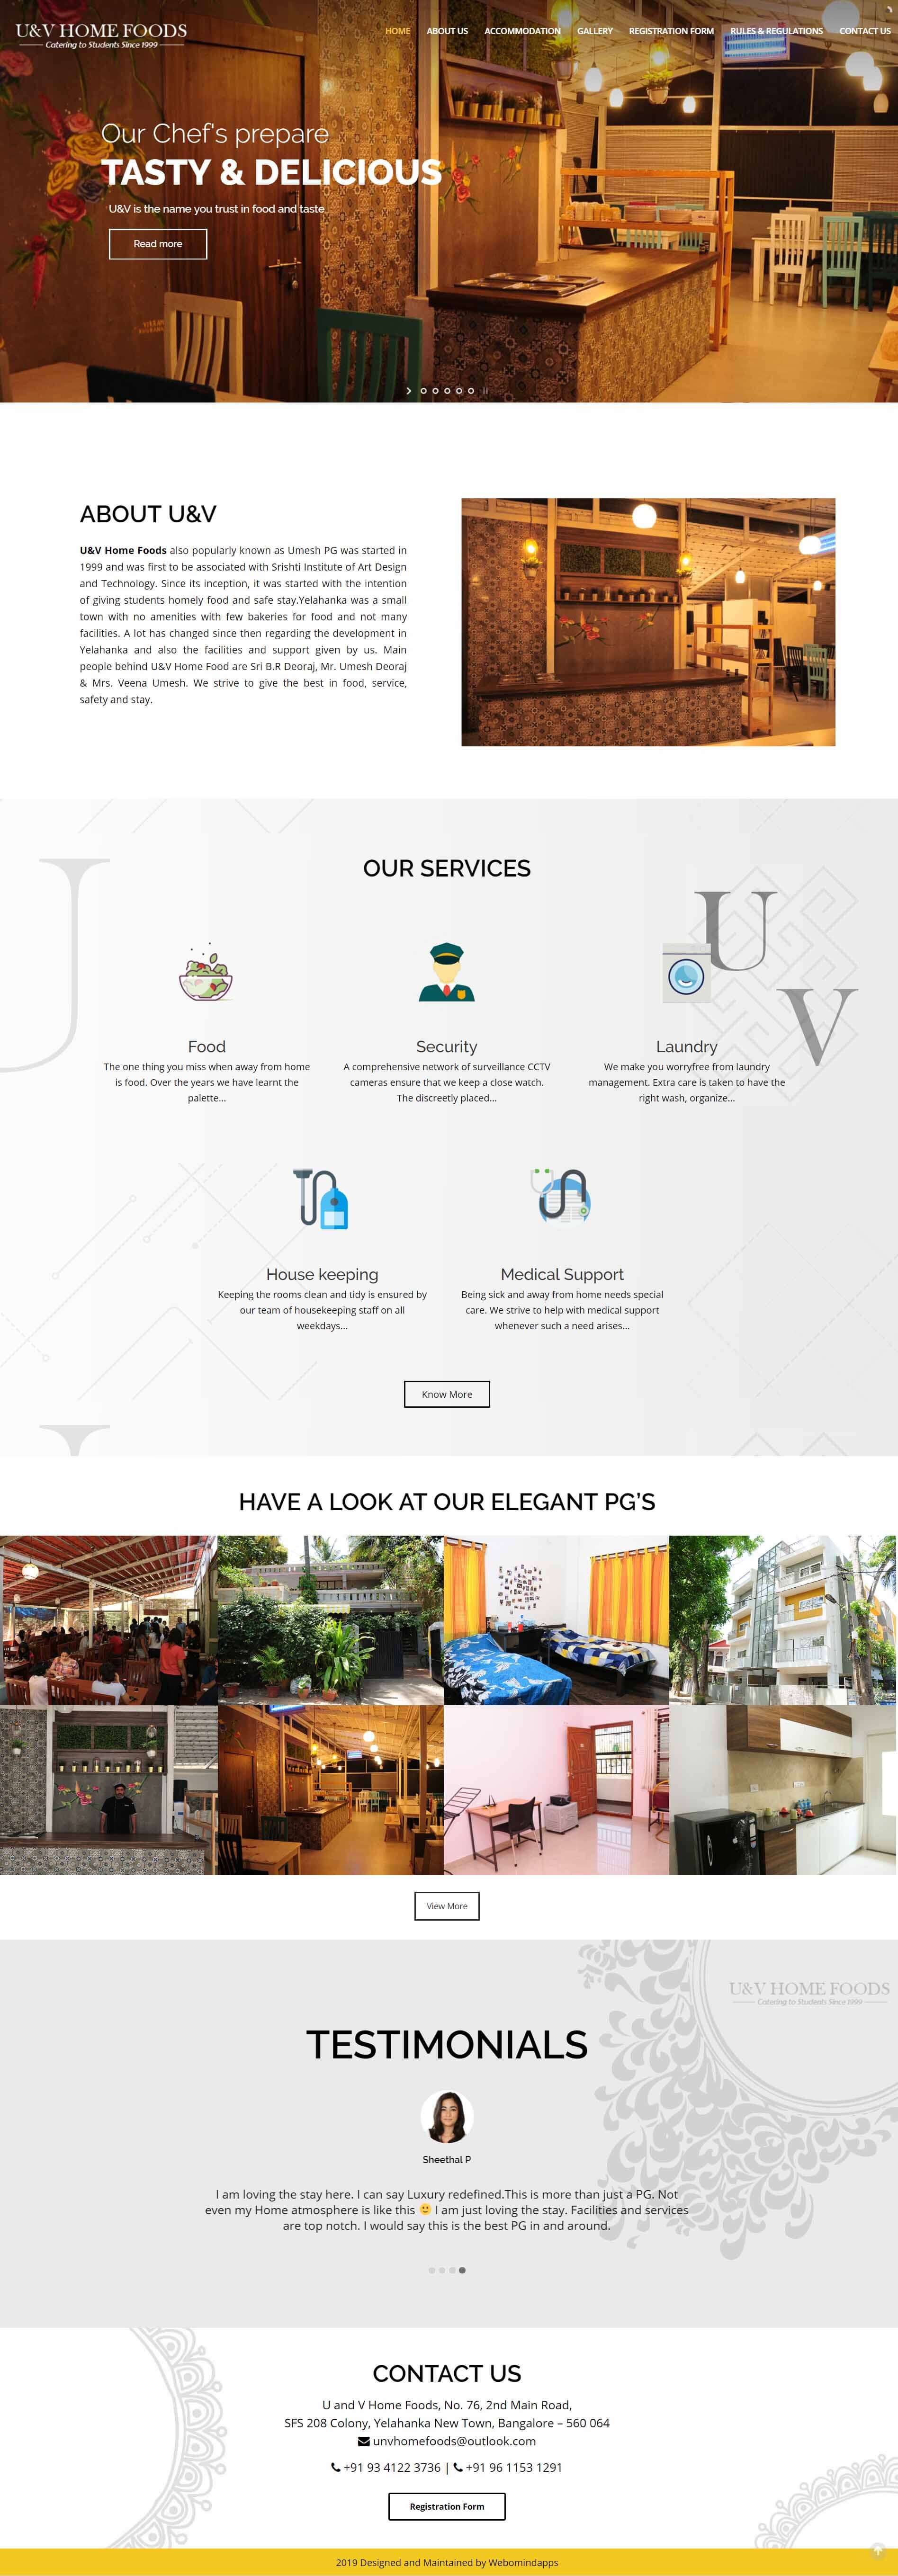 U&V HOME FOODS
Catering to Students Since 1999
HOME ABOUT US ACCOMMODATION GALLERY REGISTRATION FORM RULES & REGULATIONS CONTACT US
Our Chef's prepare
TASTY & DELICIOUS
U&V is the name you trust in food and taste
Read more
ABOUT U&V
U&V Home Foods also popularly known as Umesh PG was started in
1999 and was first to be associated with Srishti Institute of Art Design
and Technology. Since its inception, it was started with the intention
of giving students homely food and safe stay.Yelahanka was a small
town with no amenities with few bakeries for food and not many
facilities. A lot has changed since then regarding the development in
Yelahanka and also the facilities and support given by us. Main
people behind U&V Home Food are Sri B.R Deoraj, Mr. Umesh Deoraj
& Mrs. Veena Umesh. We strive to give the best in food, service,
safety and stay.
OUR SERVICES
U
U
V
Food
The one thing you miss when away from home
is food. Over the years we have learnt the
palette...
Security
A comprehensive network of surveillance CCTV
cameras ensure that we keep a close watch.
The discreetly placed...
Laundry
We make you worryfree from laundry
management. Extra care is taken to have the
right wash, organize...
House keeping
Keeping the rooms clean and tidy is ensured by
our team of housekeeping staff on all
weekdays...
Medical Support
Being sick and away from home needs special
care. We strive to help with medical support
whenever such a need arises...
Know More
HAVE A LOOK AT OUR ELEGANT PG’S
View More
U&V HOME FOODS
Catering to Students Since 1999
TESTIMONIALS
Sheethal P
I am loving the stay here. I can say Luxury redefined.This is more than just a PG. Not
even my Home atmosphere is like this 😉 I am just loving the stay. Facilities and services
are top notch. I would say this is the best PG in and around.
CONTACT US
U and V Home Foods, No. 76, 2nd Main Road,
SFS 208 Colony, Yelahanka New Town, Bangalore – 560 064
unvhomefoods@outlook.com
+91 93 4122 3736 | +91 96 1153 1291
Registration Form
2019 Designed and Maintained by Webomindapps